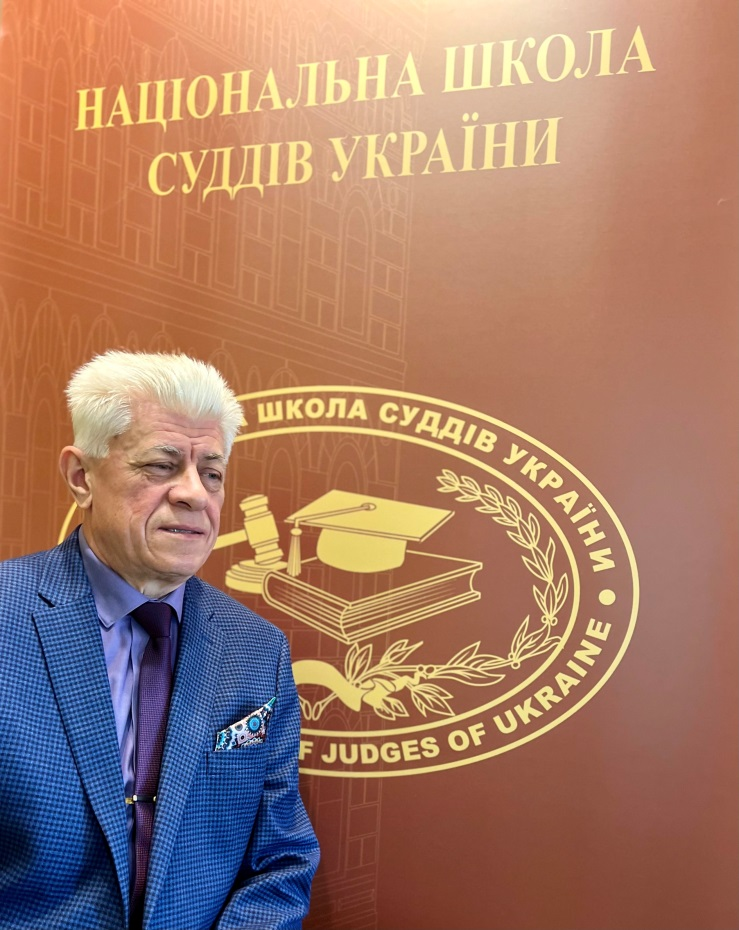 НАЦІОНАЛЬНА ШКОЛА
СУДДІВ УКРАЇНИ
ШКОЛА СУДДІВ УКРАЇНИ
JUDGES OF UKRAINE